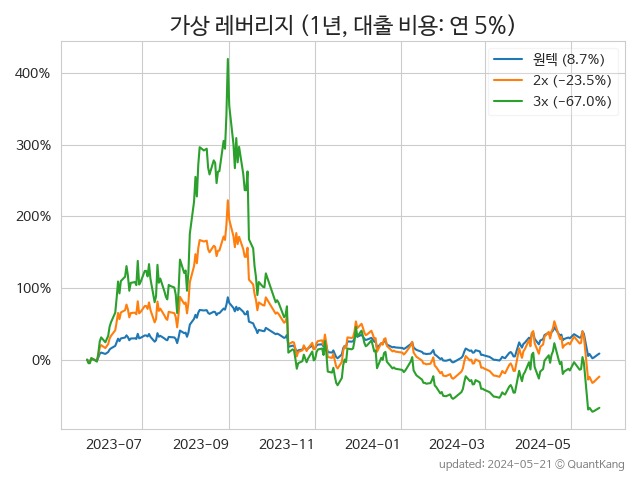 가상 레버리지 (1년, 대출 비용: 연 5%)
원텍 (8.7%)
2x (−23.5%)
3x (−67.0%)
400%
300%
200%
100%
0%
2023-07
2023-09
2023-11
2024-01
2024-03
2024-05
updated: 2024-05-21 © QuantKang